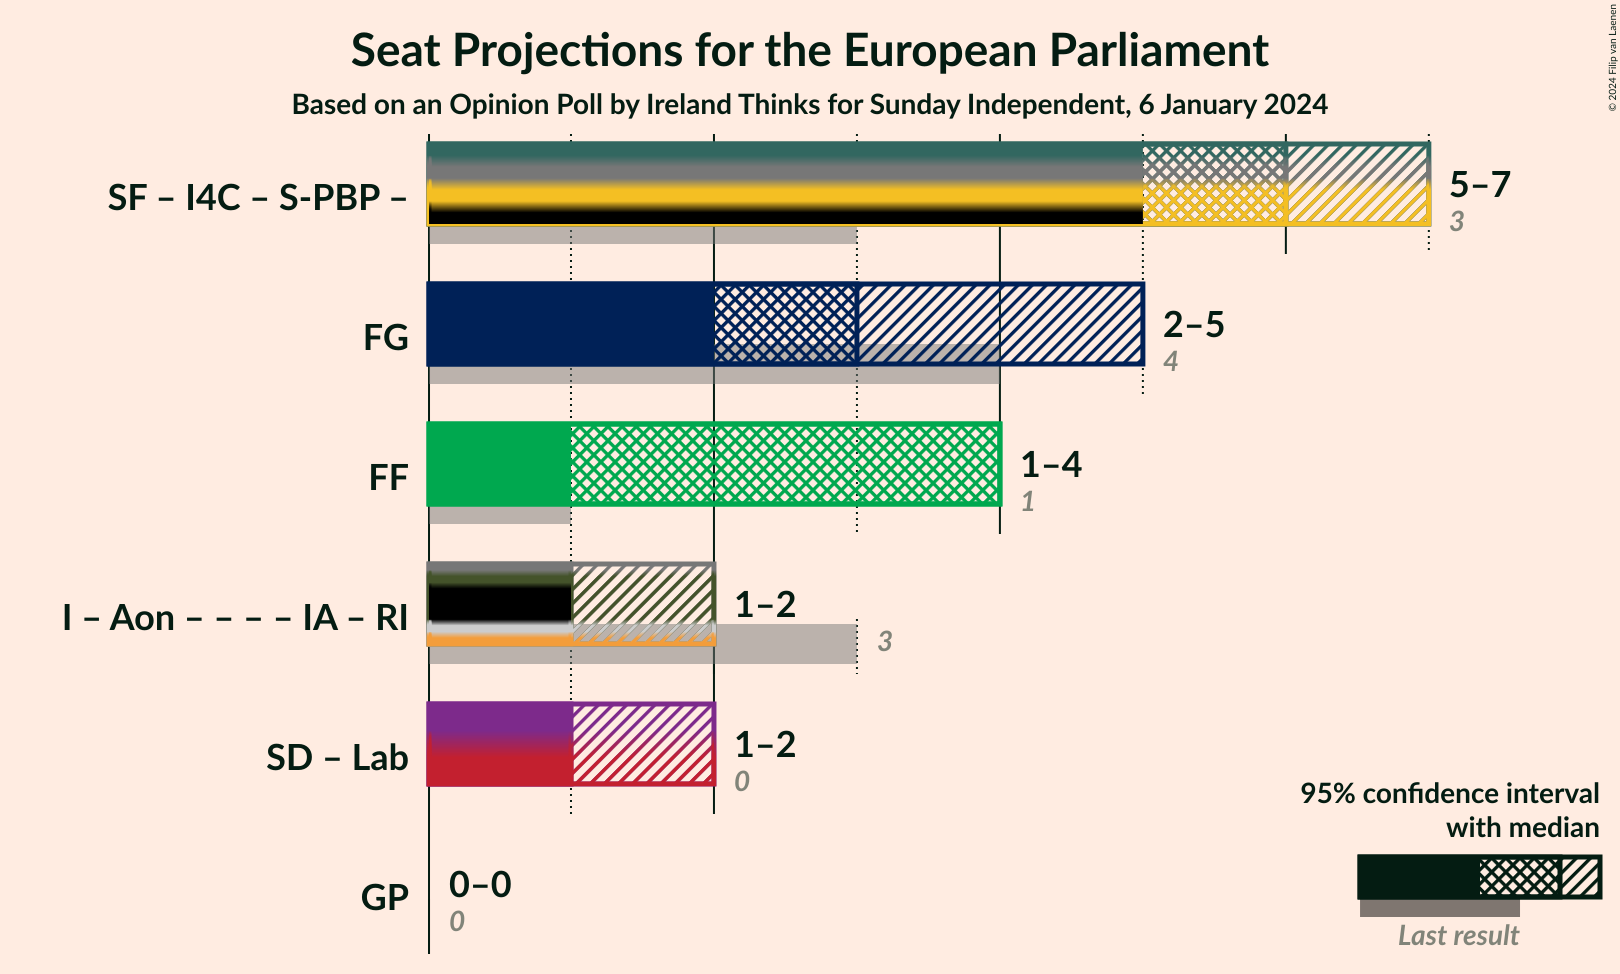 Seat Projections for the European Parliament
Based on an Opinion Poll by Ireland Thinks for Sunday Independent, 6 January 2024
© 2024 Filip van Laenen
SF – I4C – S-PBP –
5–7
3
FG
2–5
4
FF
1–4
1
I – Aon – – – – IA – RI
1–2
3
SD – Lab
1–2
0
GP
0–0
0
95% confidence interval
with median
Last result